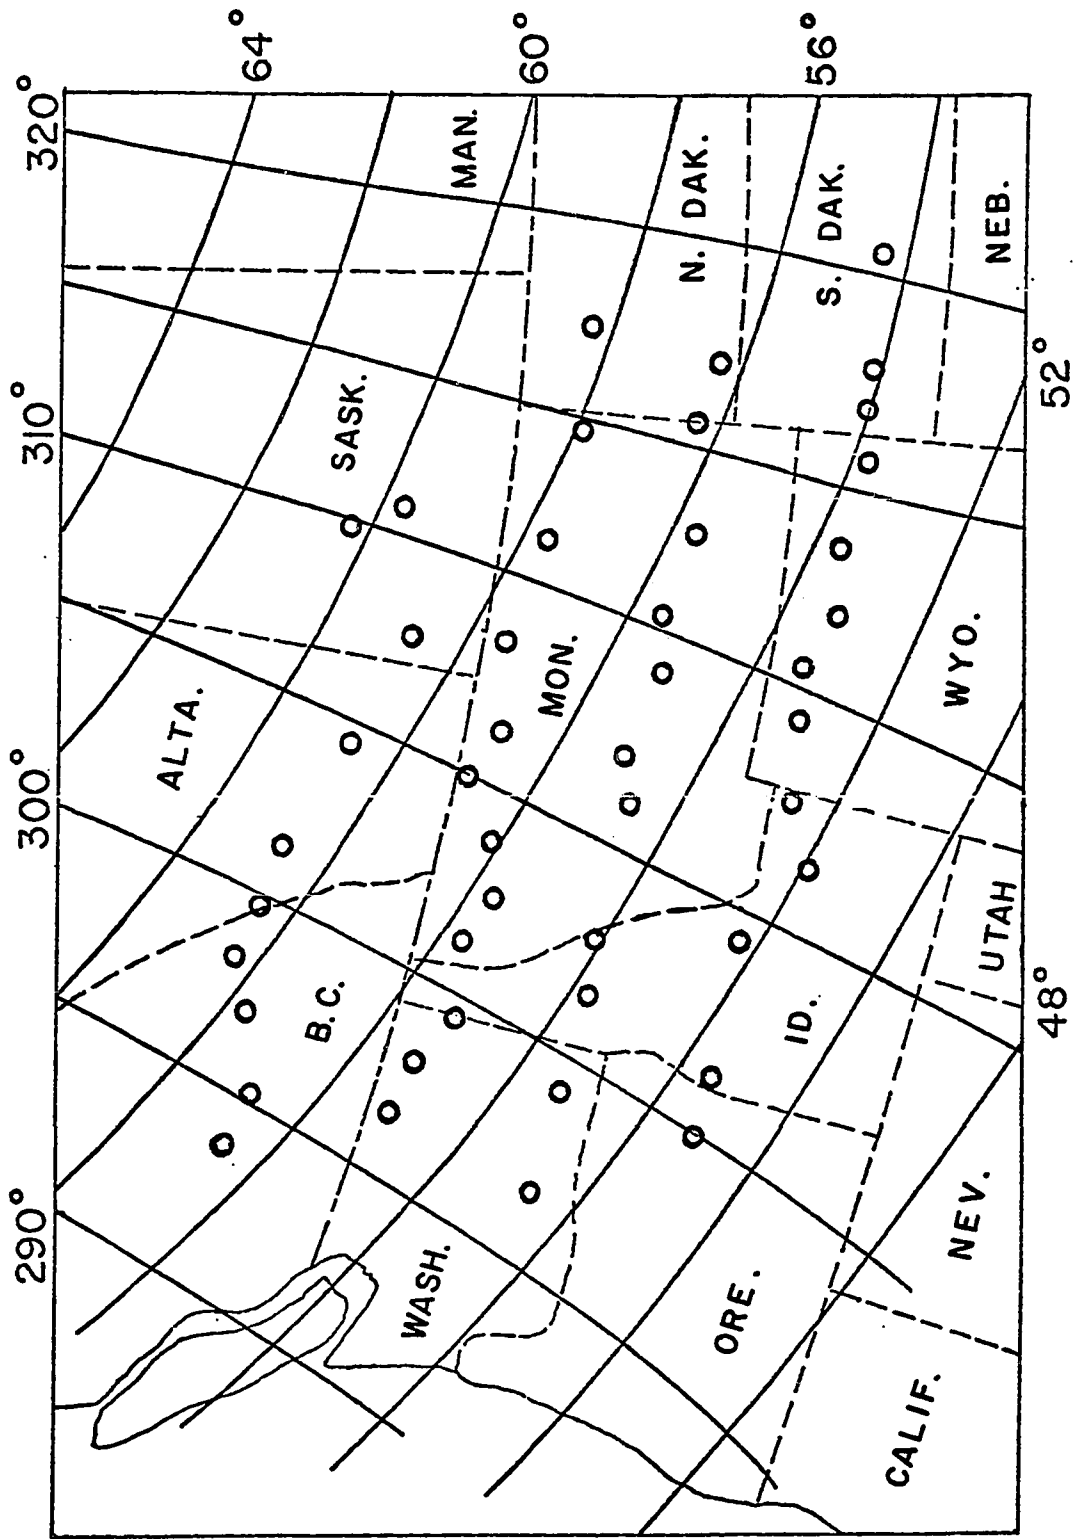 290°
300°
310°
320°
64°
60°
56°
52°
48°
B.C.
ALTA.
SASK.
MAN.
WASH.
MON.
N. DAK.
S. DAK.
ORE.
ID.
WYO.
NEB.
CALIF.
NEV.
UTAH